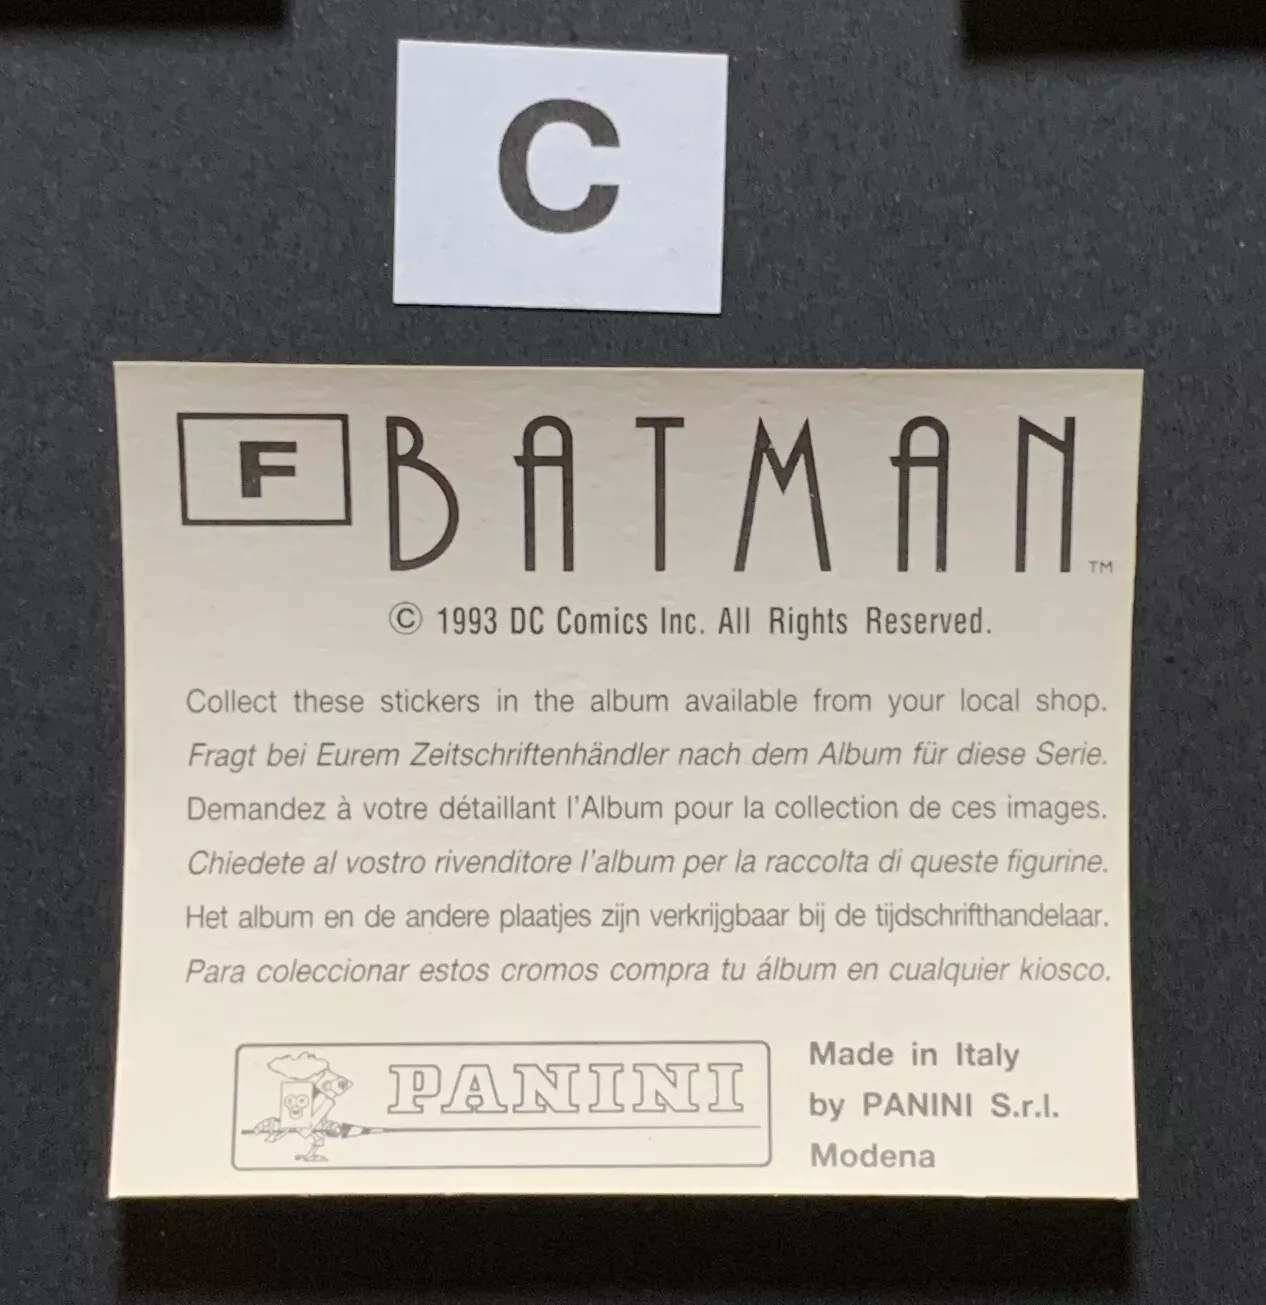 C
F BATMAN ™
© 1993 DC Comics Inc. All Rights Reserved.
Collect these stickers in the album available from your local shop.
Fragt bei Eurem Zeitschriftenhändler nach dem Album für diese Serie.
Demandez à votre détaillant l'Album pour la collection de ces images.
Chiedete al vostro rivenditore l'album per la raccolta di queste figurine.
Het album en de andere plaatjes zijn verkrijgbaar bij de tijdschrifthandelaar.
Para coleccionar estos cromos compra tu álbum en cualquier kiosco.
PANINI
Made in Italy
by PANINI S.r.l.
Modena